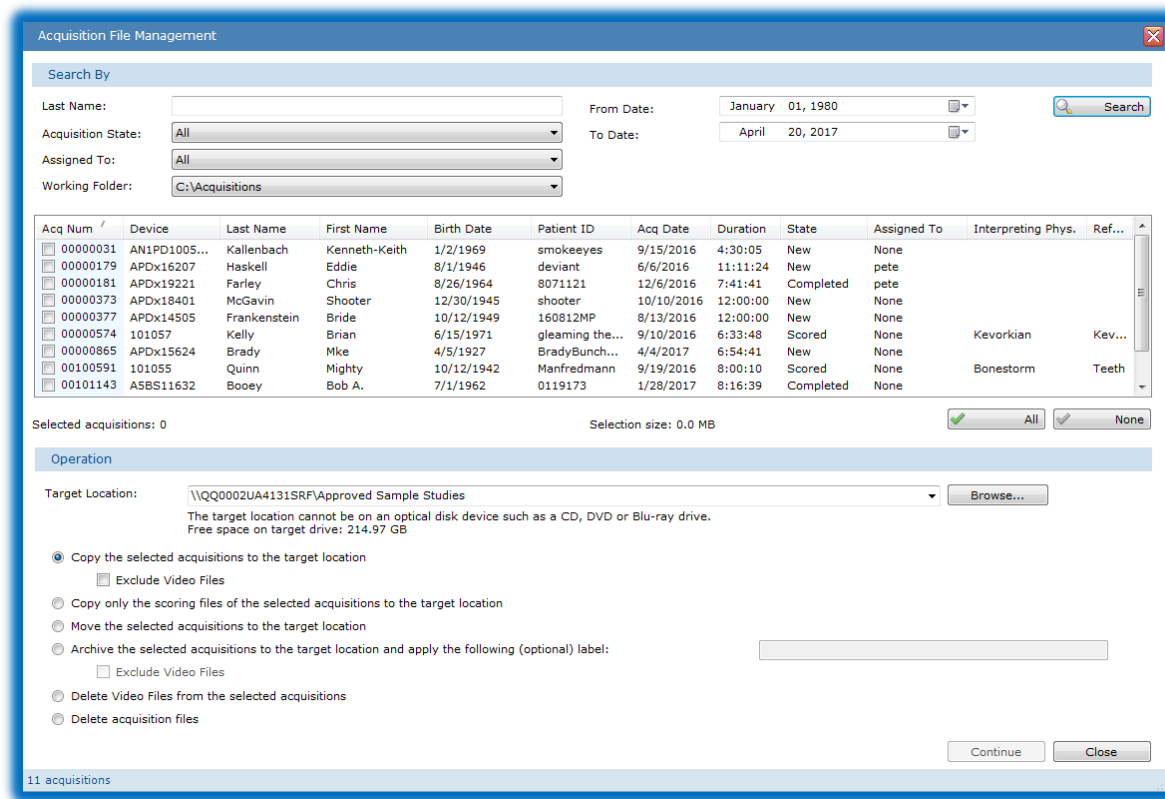 Acquisition File Management
Search By
Last Name:
From Date: January 01, 1980
Search
Acquisition State: All
To Date: April 20, 2017
Assigned To: All
Working Folder: C:\Acquisitions
Acq Num Device Last Name First Name Birth Date Patient ID Acq Date Duration State Assigned To Interpreting Phys. Ref...
00000031 AN1PD1005... Kallenbach Kenneth-Keith 1/2/1969 smokeeyes 9/15/2016 4:30:05 New None
00000179 APDx16207 Haskell Eddie 8/1/1946 deviant 6/6/2016 11:11:24 New pete
00000181 APDx19221 Farley Chris 8/26/1964 8071121 12/6/2016 7:41:41 Completed pete
00000373 APDx18401 McGavin Shooter 12/30/1945 shooter 10/10/2016 12:00:00 New None
00000377 APDx14505 Frankenstein Bride 10/12/1949 160812MP 8/13/2016 12:00:00 New None
00000574 101057 Kelly Brian 6/15/1971 gleaming the... 9/10/2016 6:33:48 Scored None Kevorkian Kev...
00000865 APDx15624 Brady Mke 4/5/1927 BradyBunch... 4/4/2017 6:54:41 New None
00100591 101055 Quinn Mighty 10/12/1942 Manfredmann 9/19/2016 8:00:10 Scored None Bonestorm Teeth
00101143 A5BS11632 Booey Bob A. 7/1/1962 0119173 1/28/2017 8:16:39 Completed None
Selected acquisitions: 0
Selection size: 0.0 MB
All
None
Operation
Target Location: \\QQ0002UA4131SRF\Approved Sample Studies
Browse...
The target location cannot be on an optical disk device such as a CD, DVD or Blu-ray drive.
Free space on target drive: 214.97 GB
Copy the selected acquisitions to the target location
Exclude Video Files
Copy only the scoring files of the selected acquisitions to the target location
Move the selected acquisitions to the target location
Archive the selected acquisitions to the target location and apply the following (optional) label:
Exclude Video Files
Delete Video Files from the selected acquisitions
Delete acquisition files
Continue
Close
11 acquisitions